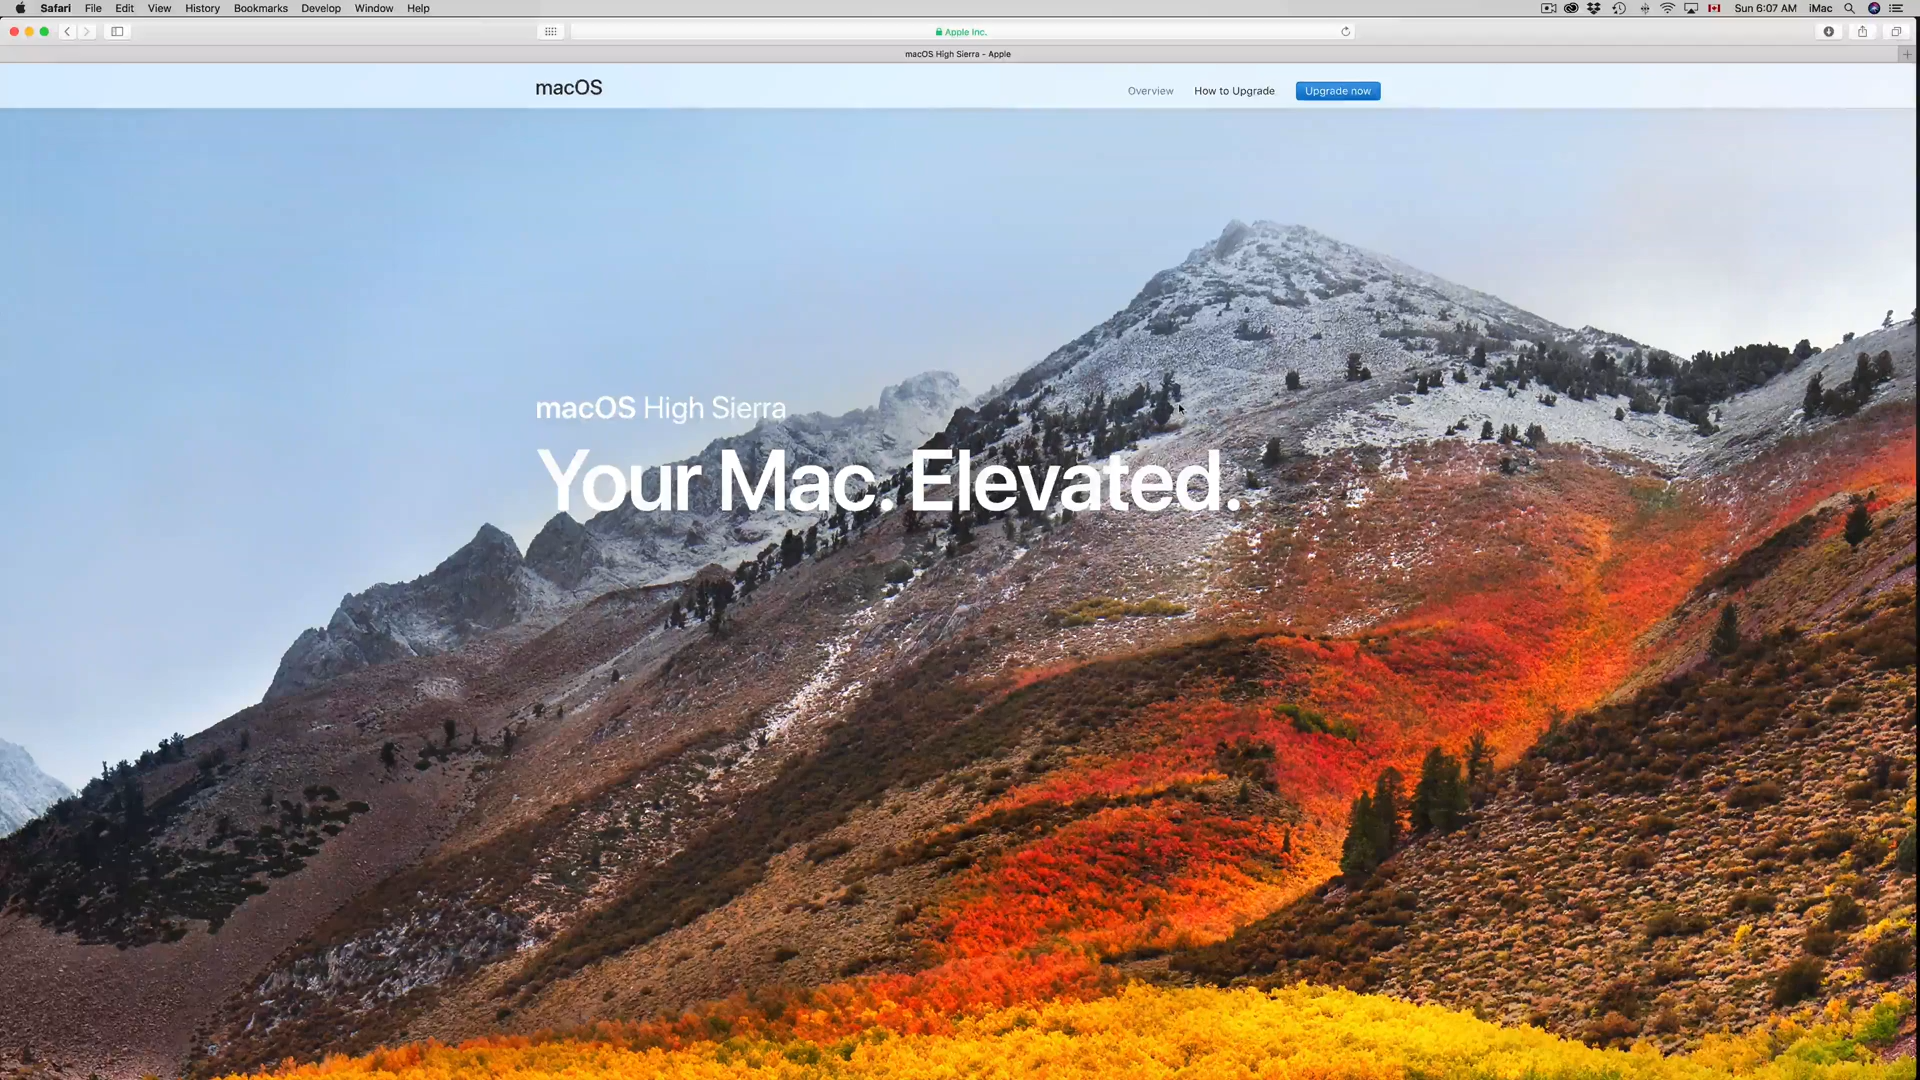 Safari File Edit View History Bookmarks Develop Window Help Sun 6:07 AM iMac
Apple Inc.
macOS High Sierra - Apple
macOS Overview How to Upgrade Upgrade now
macOS High Sierra
Your Mac. Elevated.